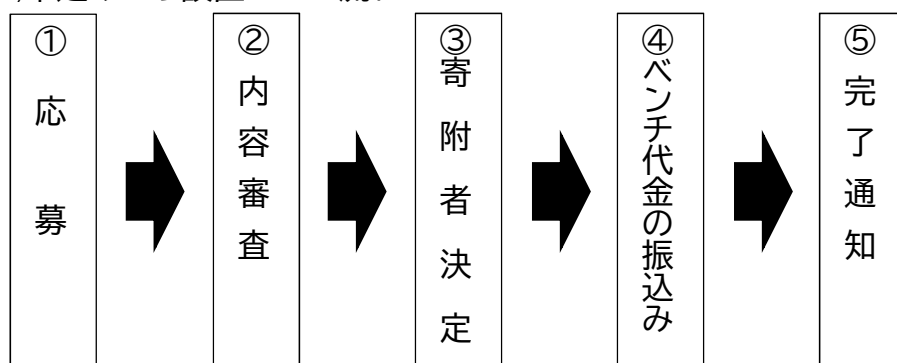 ①応募
②内容審査
③寄附者決定
④ベンチ代金の振込み
⑤完了通知